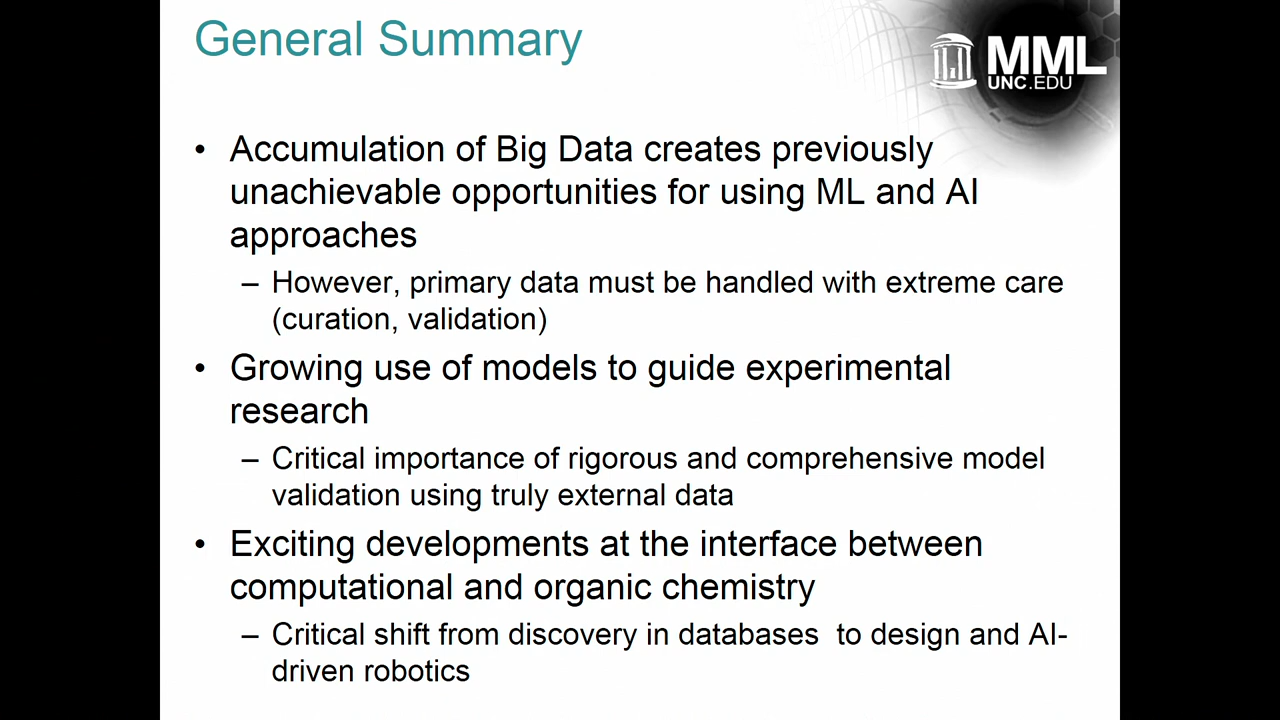 General Summary
MML
UNC.EDU
• Accumulation of Big Data creates previously
unachievable opportunities for using ML and AI
approaches
– However, primary data must be handled with extreme care
(curation, validation)
• Growing use of models to guide experimental
research
– Critical importance of rigorous and comprehensive model
validation using truly external data
• Exciting developments at the interface between
computational and organic chemistry
– Critical shift from discovery in databases  to design and AI-
driven robotics